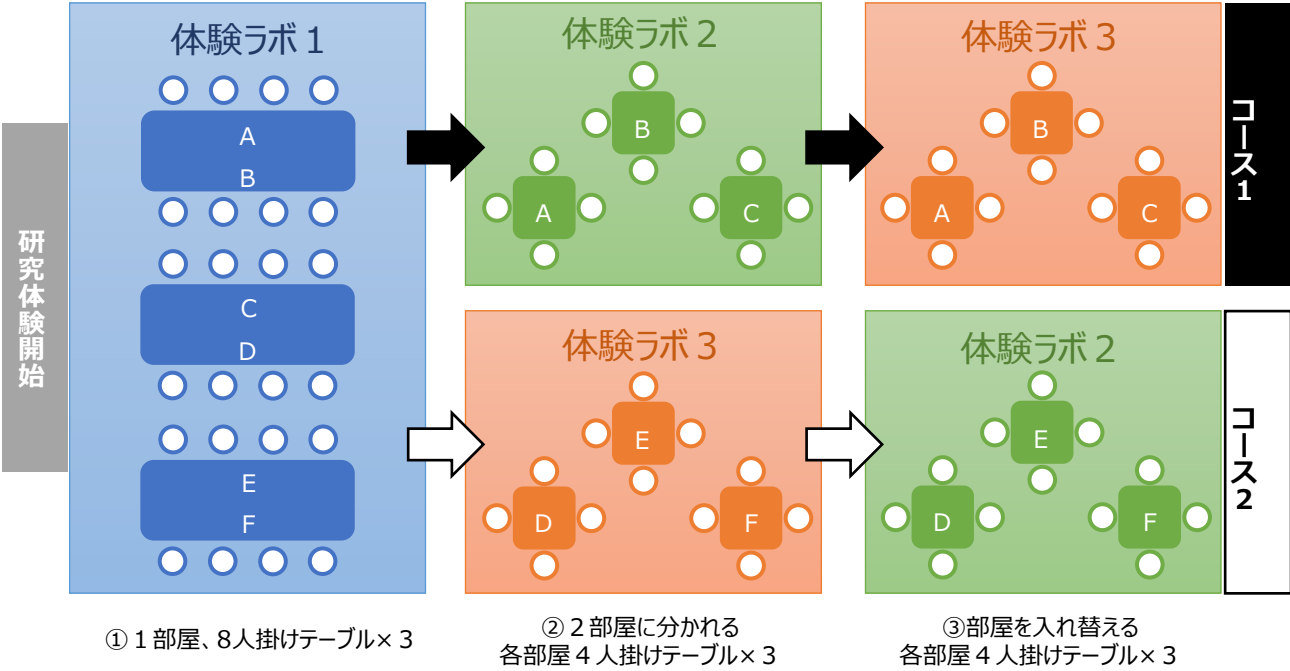 研究体験開始
体験ラボ1
A
B
C
D
E
F
体験ラボ2
B
A
C
体験ラボ3
B
A
C
コース1
体験ラボ3
E
D
F
体験ラボ2
E
D
F
コース2
①1部屋、8人掛けテーブル×3
②2部屋に分かれる
各部屋4人掛けテーブル×3
③部屋を入れ替える
各部屋4人掛けテーブル×3